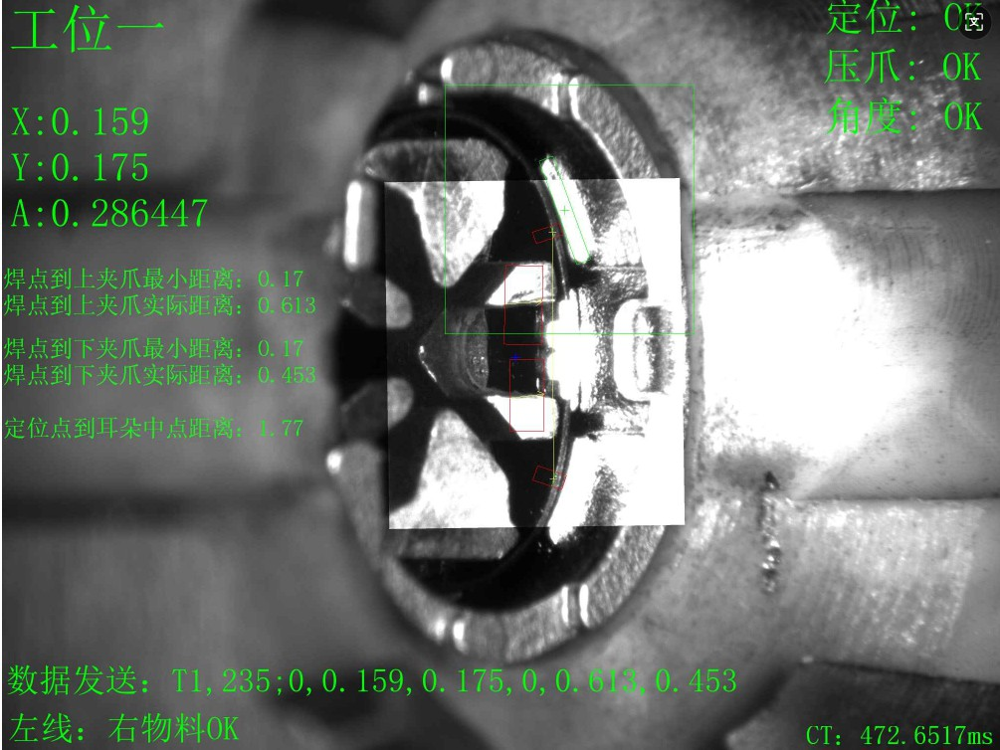 工位一
定位: OK
压爪: OK
角度: OK
X:0.159
Y:0.175
A:0.286447
焊点到上夹爪最小距离: 0.17
焊点到上夹爪实际距离: 0.613
焊点到下夹爪最小距离: 0.17
焊点到下夹爪实际距离: 0.453
定位点到耳朵中点距离: 1.77
数据发送: T1,235;0,0.159,0.175,0,0.613,0.453
左线: 右物料OK
CT: 472.6517ms